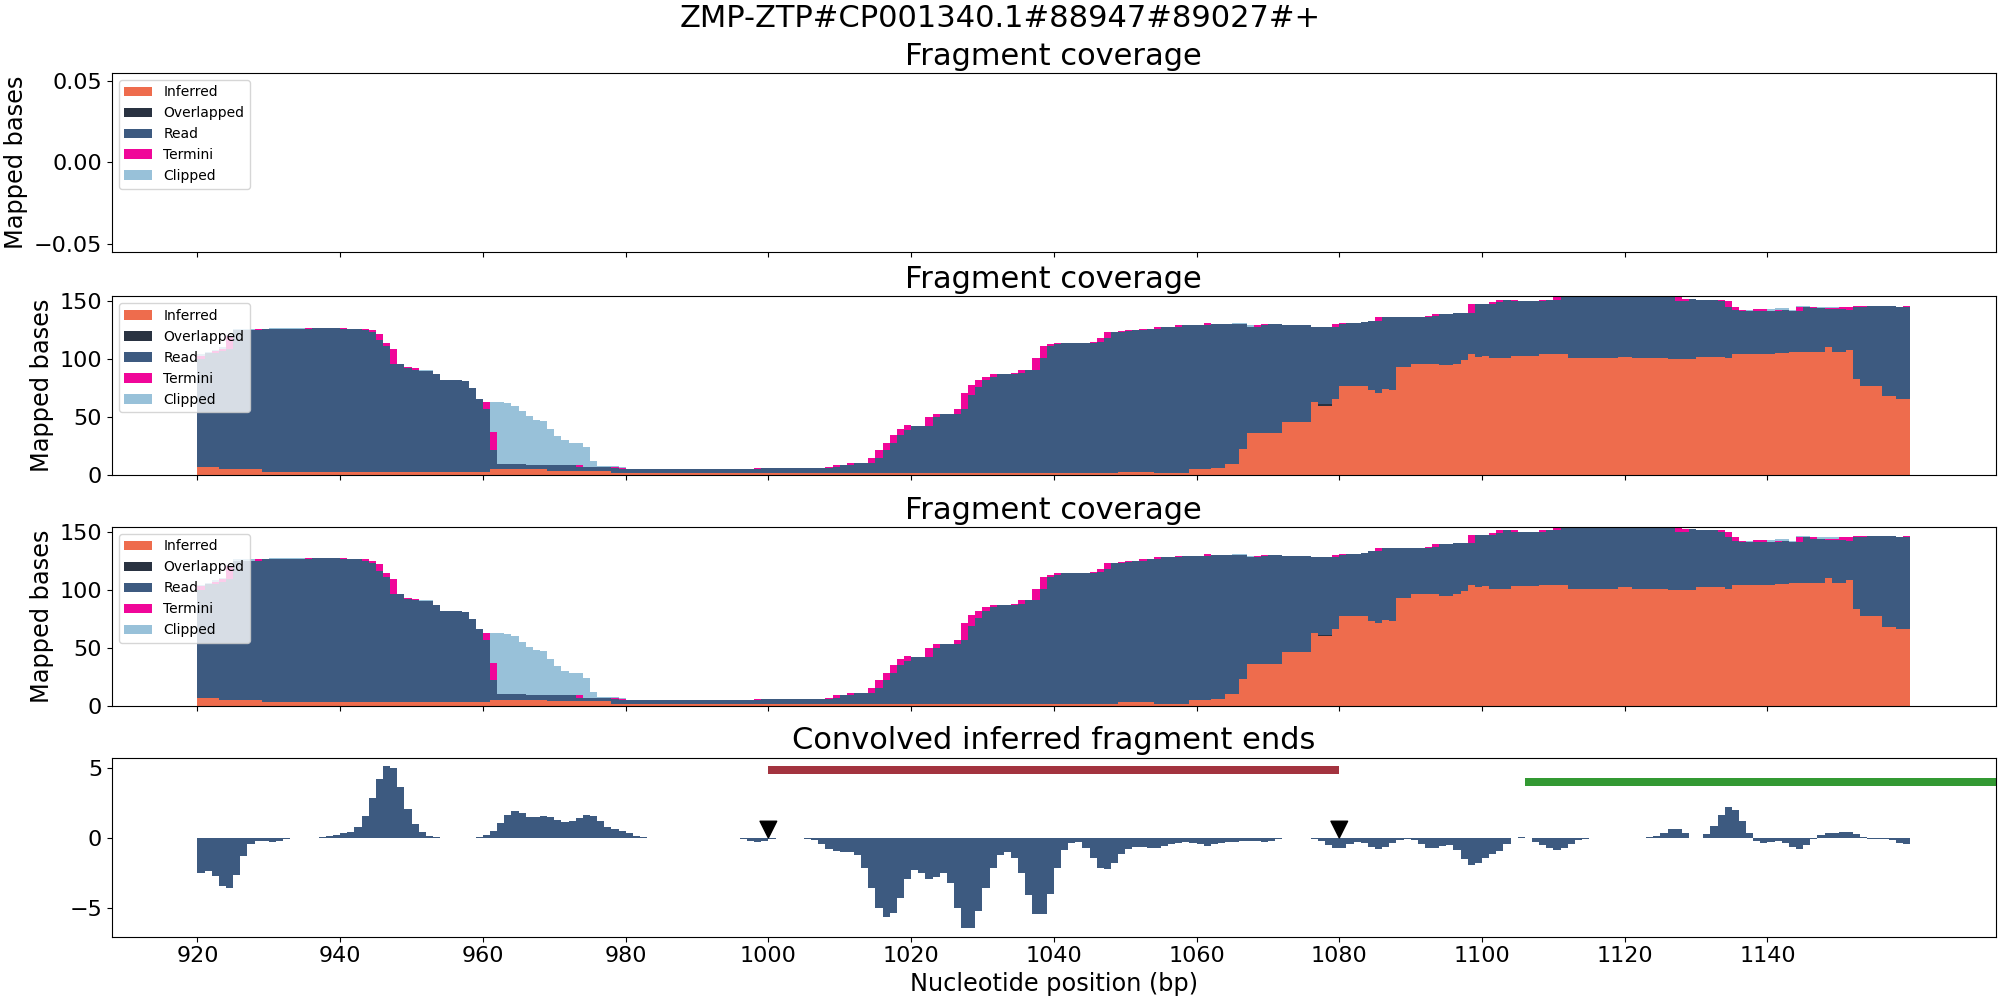 ZMP-ZTP#CP001340.1#88947#89027#+
Fragment coverage
Mapped bases
0.05
0.00
−0.05
Inferred
Overlapped
Read
Termini
Clipped
Fragment coverage
Mapped bases
150
100
50
0
Inferred
Overlapped
Read
Termini
Clipped
Fragment coverage
Mapped bases
150
100
50
0
Inferred
Overlapped
Read
Termini
Clipped
Convolved inferred fragment ends
5
0
−5
920 940 960 980 1000 1020 1040 1060 1080 1100 1120 1140
Nucleotide position (bp)